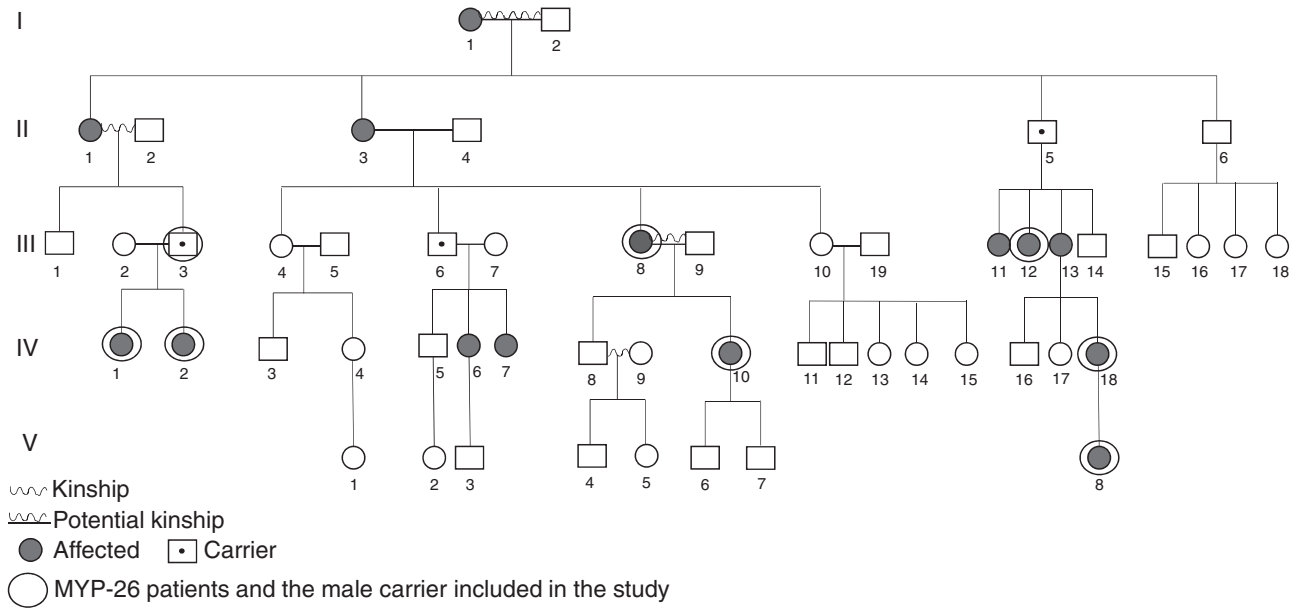 I
1 2
II
1 2 3 4 5 6
III
1 2 3 4 5 6 7 8 9 10 19 11 12 13 14 15 16 17 18
IV
1 2 3 4 5 6 7 8 9 10 11 12 13 14 15 16 17 18
V
1 2 3 4 5 6 7 8
Kinship
Potential kinship
Affected Carrier
MYP-26 patients and the male carrier included in the study